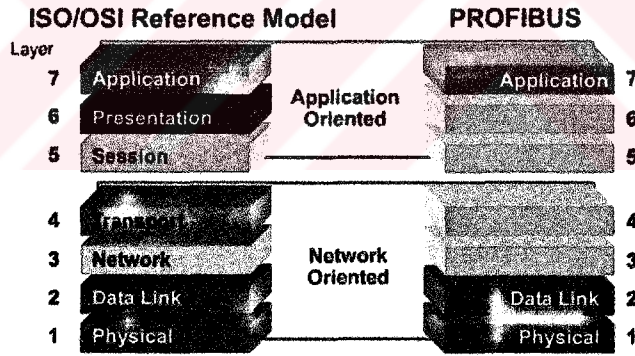 ISO/OSI Reference Model PROFIBUS
Layer
7 Application Application 7
6 Presentation 6
Application Oriented
5 Session 5
4 Transport 4
3 Network 3
Network Oriented
2 Data Link Data Link 2
1 Physical Physical 1